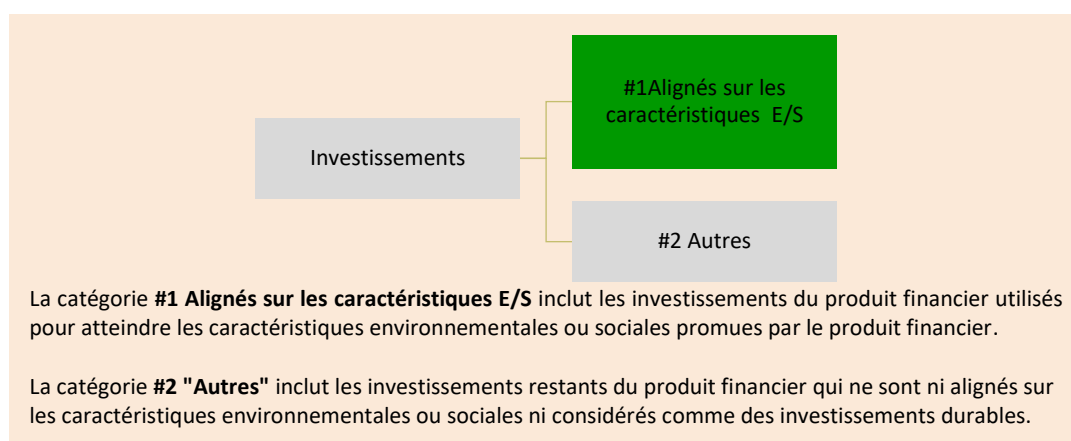 #1Alignés sur les
caractéristiques E/S
Investissements
#2 Autres
La catégorie #1 Alignés sur les caractéristiques E/S inclut les investissements du produit financier utilisés
pour atteindre les caractéristiques environnementales ou sociales promues par le produit financier.
La catégorie #2 "Autres" inclut les investissements restants du produit financier qui ne sont ni alignés sur
les caractéristiques environnementales ou sociales ni considérés comme des investissements durables.